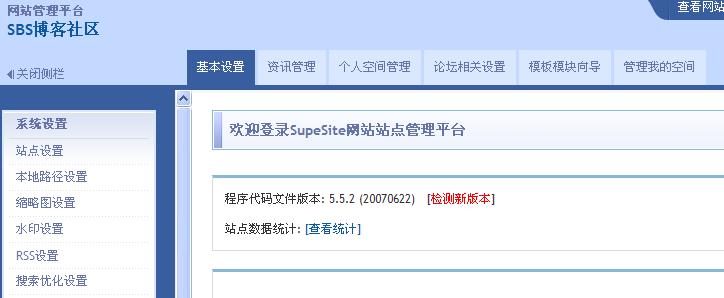 网站管理平台
查看网站
SBS博客社区
关闭侧栏
基本设置 资讯管理 个人空间管理 论坛相关设置 模板模块向导 管理我的空间
系统设置
站点设置
本地路径设置
缩略图设置
水印设置
RSS设置
搜索优化设置
欢迎登录SupeSite网站站点管理平台
程序代码文件版本: 5.5.2 (20070622) [检测新版本]
站点数据统计: [查看统计]